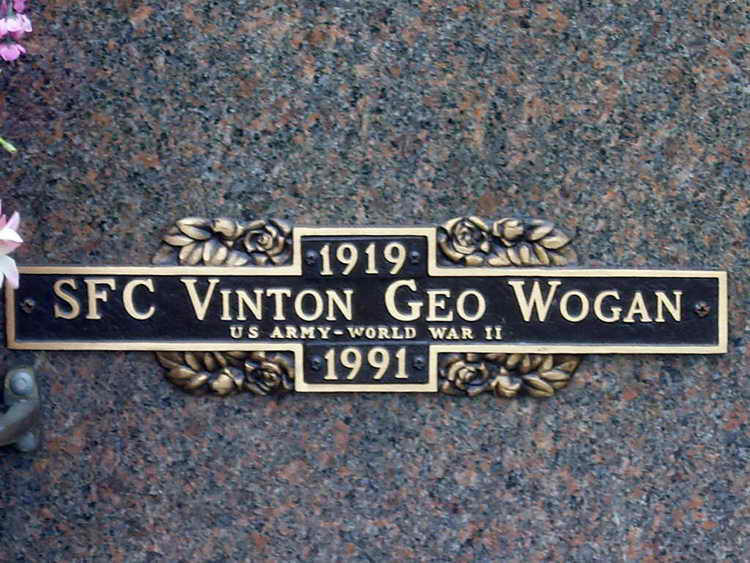 1919
SFC VINTON GEO WOGAN
US ARMY-WORLD WAR II
1991